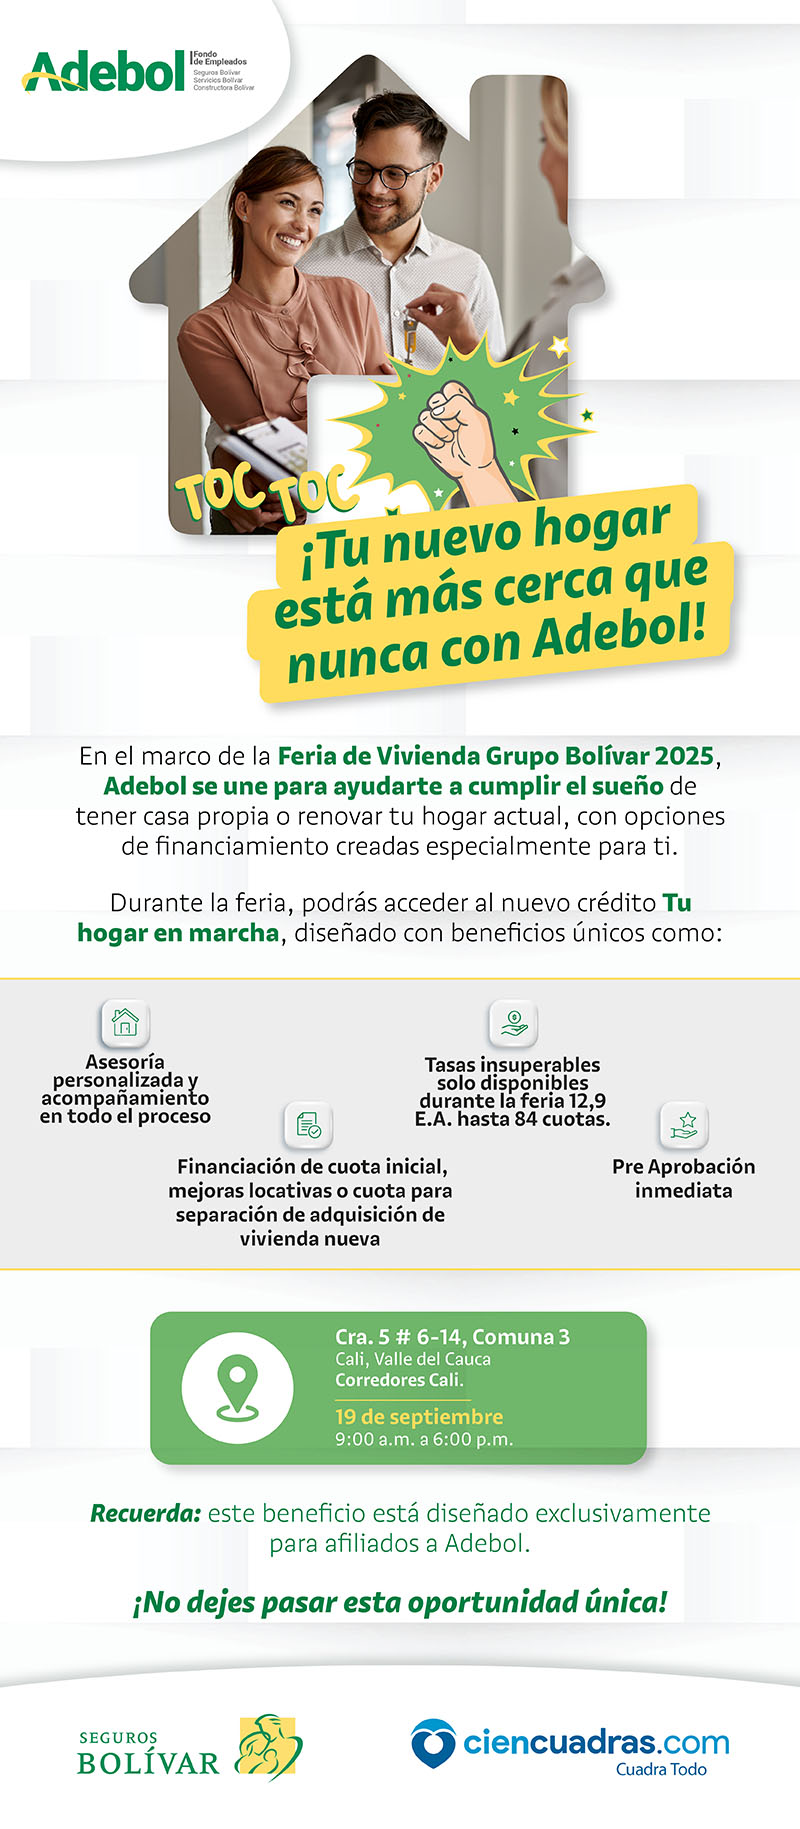 Adebol
Fondo
de Empleados
Seguros Bolívar
Servicios Bolívar
Constructora Bolívar
TOC TOC
¡Tu nuevo hogar
está más cerca que
nunca con Adebol!
En el marco de la Feria de Vivienda Grupo Bolívar 2025,
Adebol se une para ayudarte a cumplir el sueño de
tener casa propia o renovar tu hogar actual, con opciones
de financiamiento creadas especialmente para ti.
Durante la feria, podrás acceder al nuevo crédito Tu
hogar en marcha, diseñado con beneficios únicos como:
Asesoría
personalizada y
acompañamiento
en todo el proceso
Financiación de cuota inicial,
mejoras locativas o cuota para
separación de adquisición de
vivienda nueva
Tasas insuperables
solo disponibles
durante la feria 12,9
E.A. hasta 84 cuotas.
Pre Aprobación
inmediata
Cra. 5 # 6-14, Comuna 3
Cali, Valle del Cauca
Corredores Cali.
19 de septiembre
9:00 a.m. a 6:00 p.m.
Recuerda: este beneficio está diseñado exclusivamente
para afiliados a Adebol.
¡No dejes pasar esta oportunidad única!
SEGUROS
BOLÍVAR
ciencuadras.com
Cuadra Todo